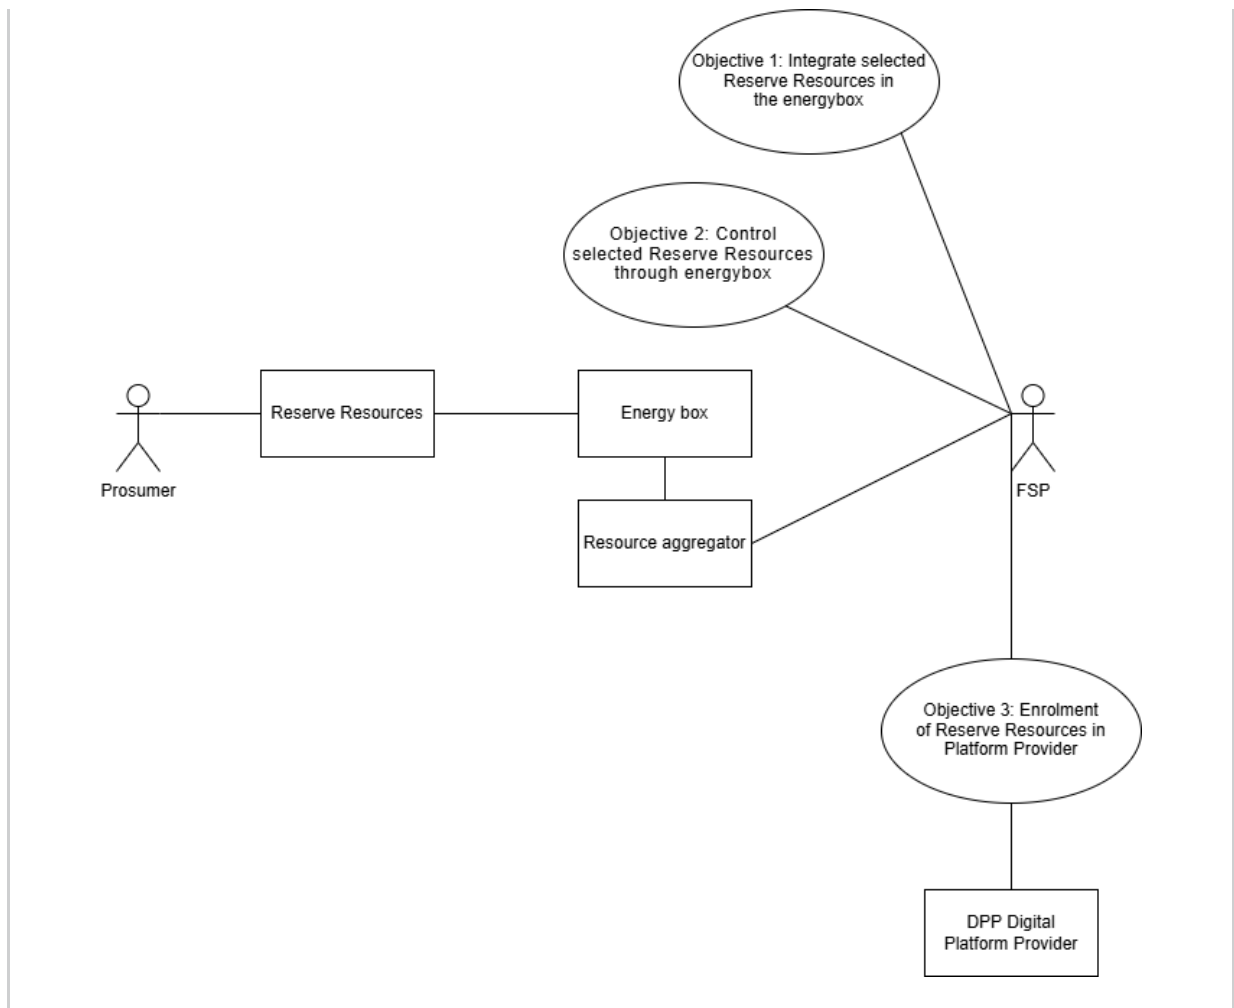 Objective 1: Integrate selected
Reserve Resources in
the energybox
Objective 2: Control
selected Reserve Resources
through energybox
Reserve Resources
Energy box
Prosumer
FSP
Resource aggregator
Objective 3: Enrolment
of Reserve Resources in
Platform Provider
DPP Digital
Platform Provider